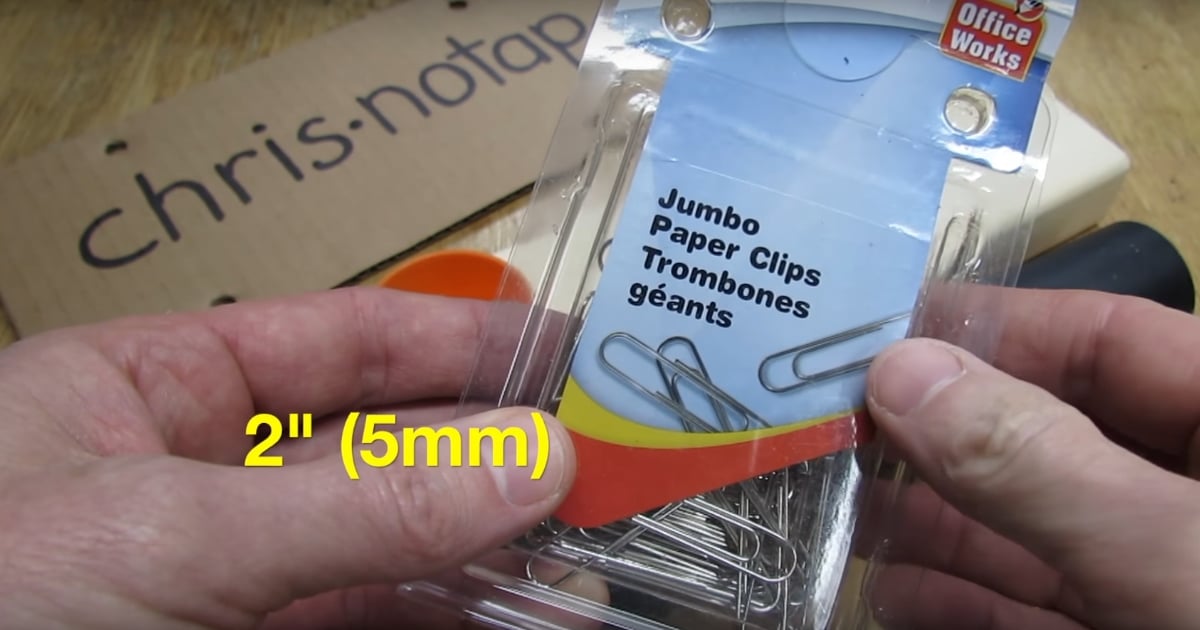 chris·notap
Office
Works
Jumbo
Paper Clips
Trombones
géants
2" (5mm)